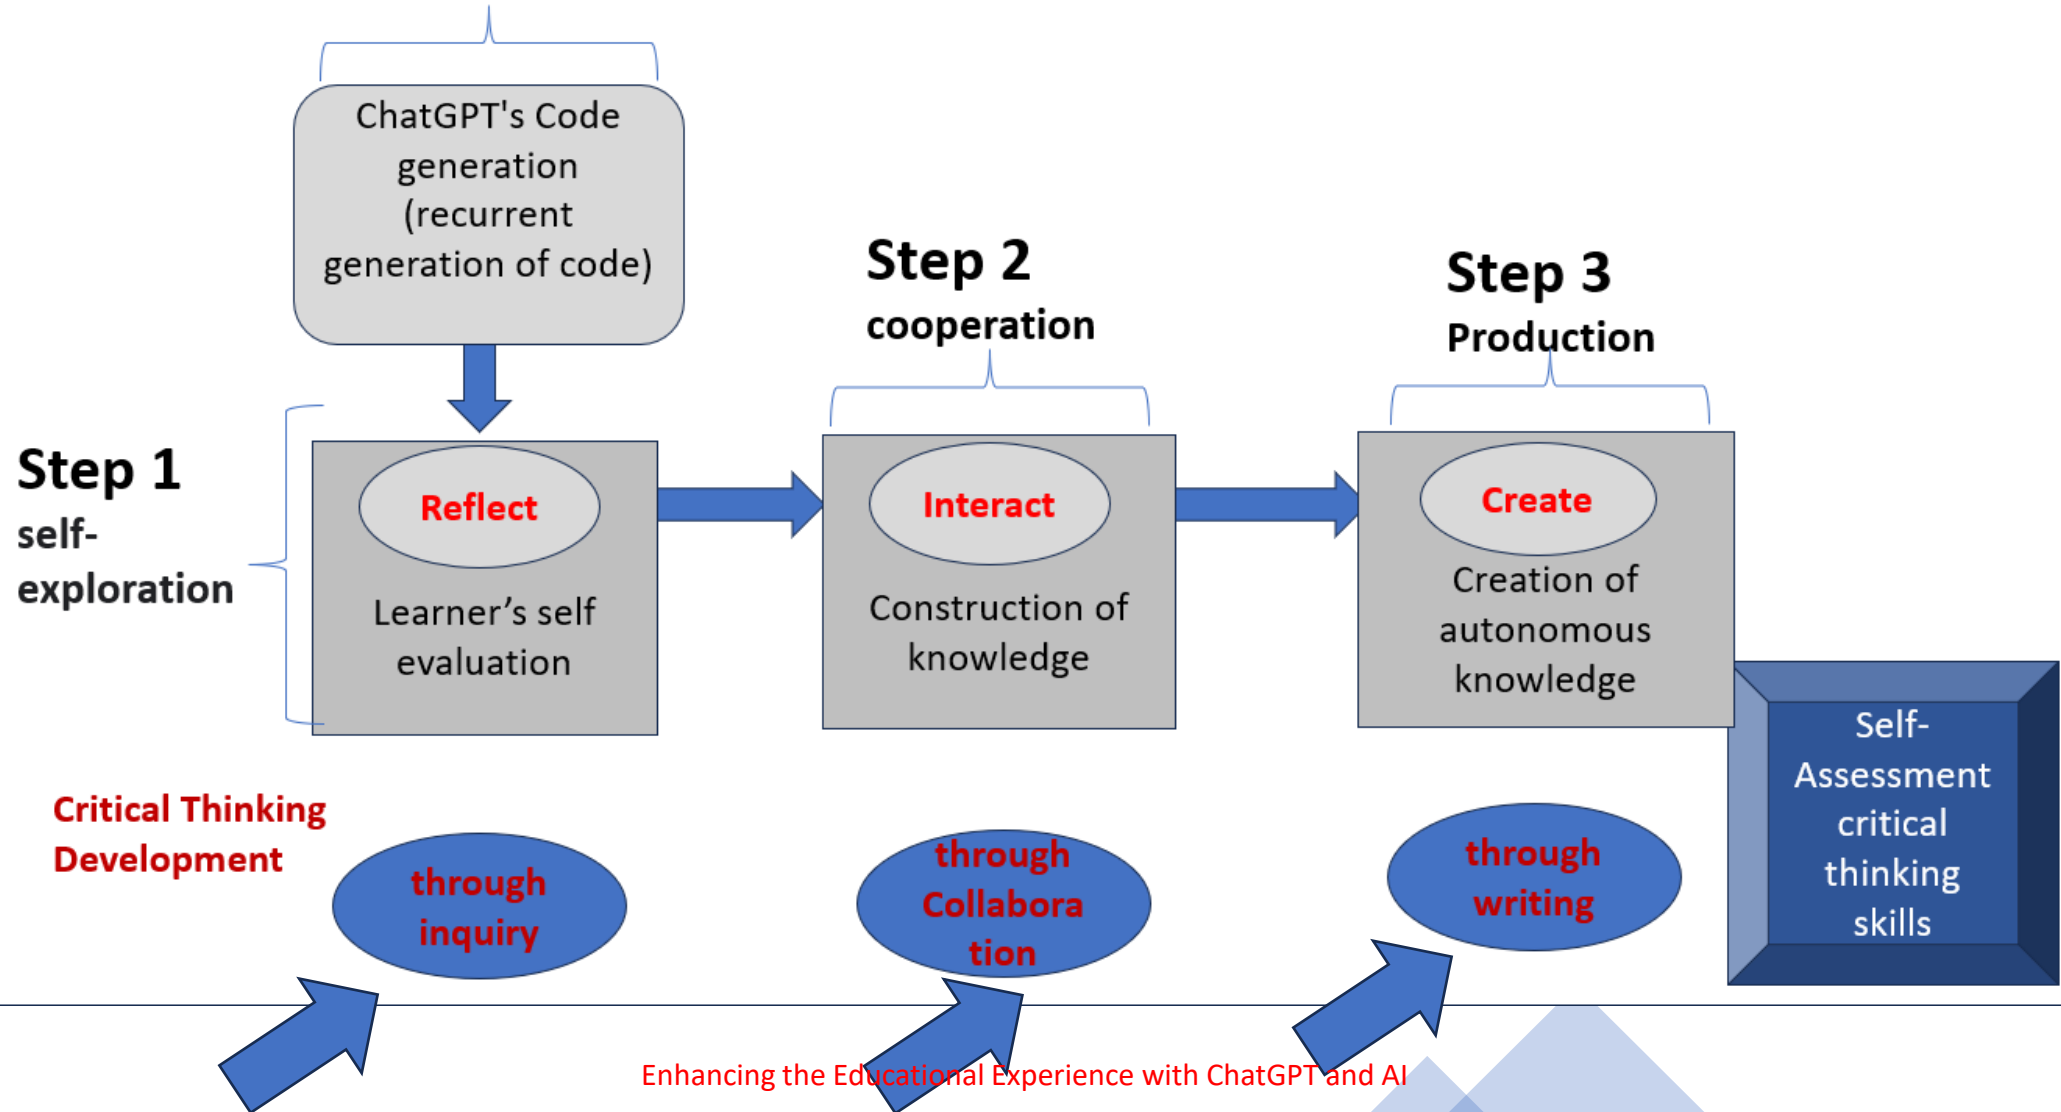 ChatGPT's Code
generation
(recurrent
generation of code)
Step 1
self-
exploration
Reflect
Learner’s self
evaluation
Step 2
cooperation
Interact
Construction of
knowledge
Step 3
Production
Create
Creation of
autonomous
knowledge
Self-
Assessment
critical
thinking
skills
Critical Thinking
Development
through
inquiry
through
Collabora
tion
through
writing
Enhancing the Educational Experience with ChatGPT and AI